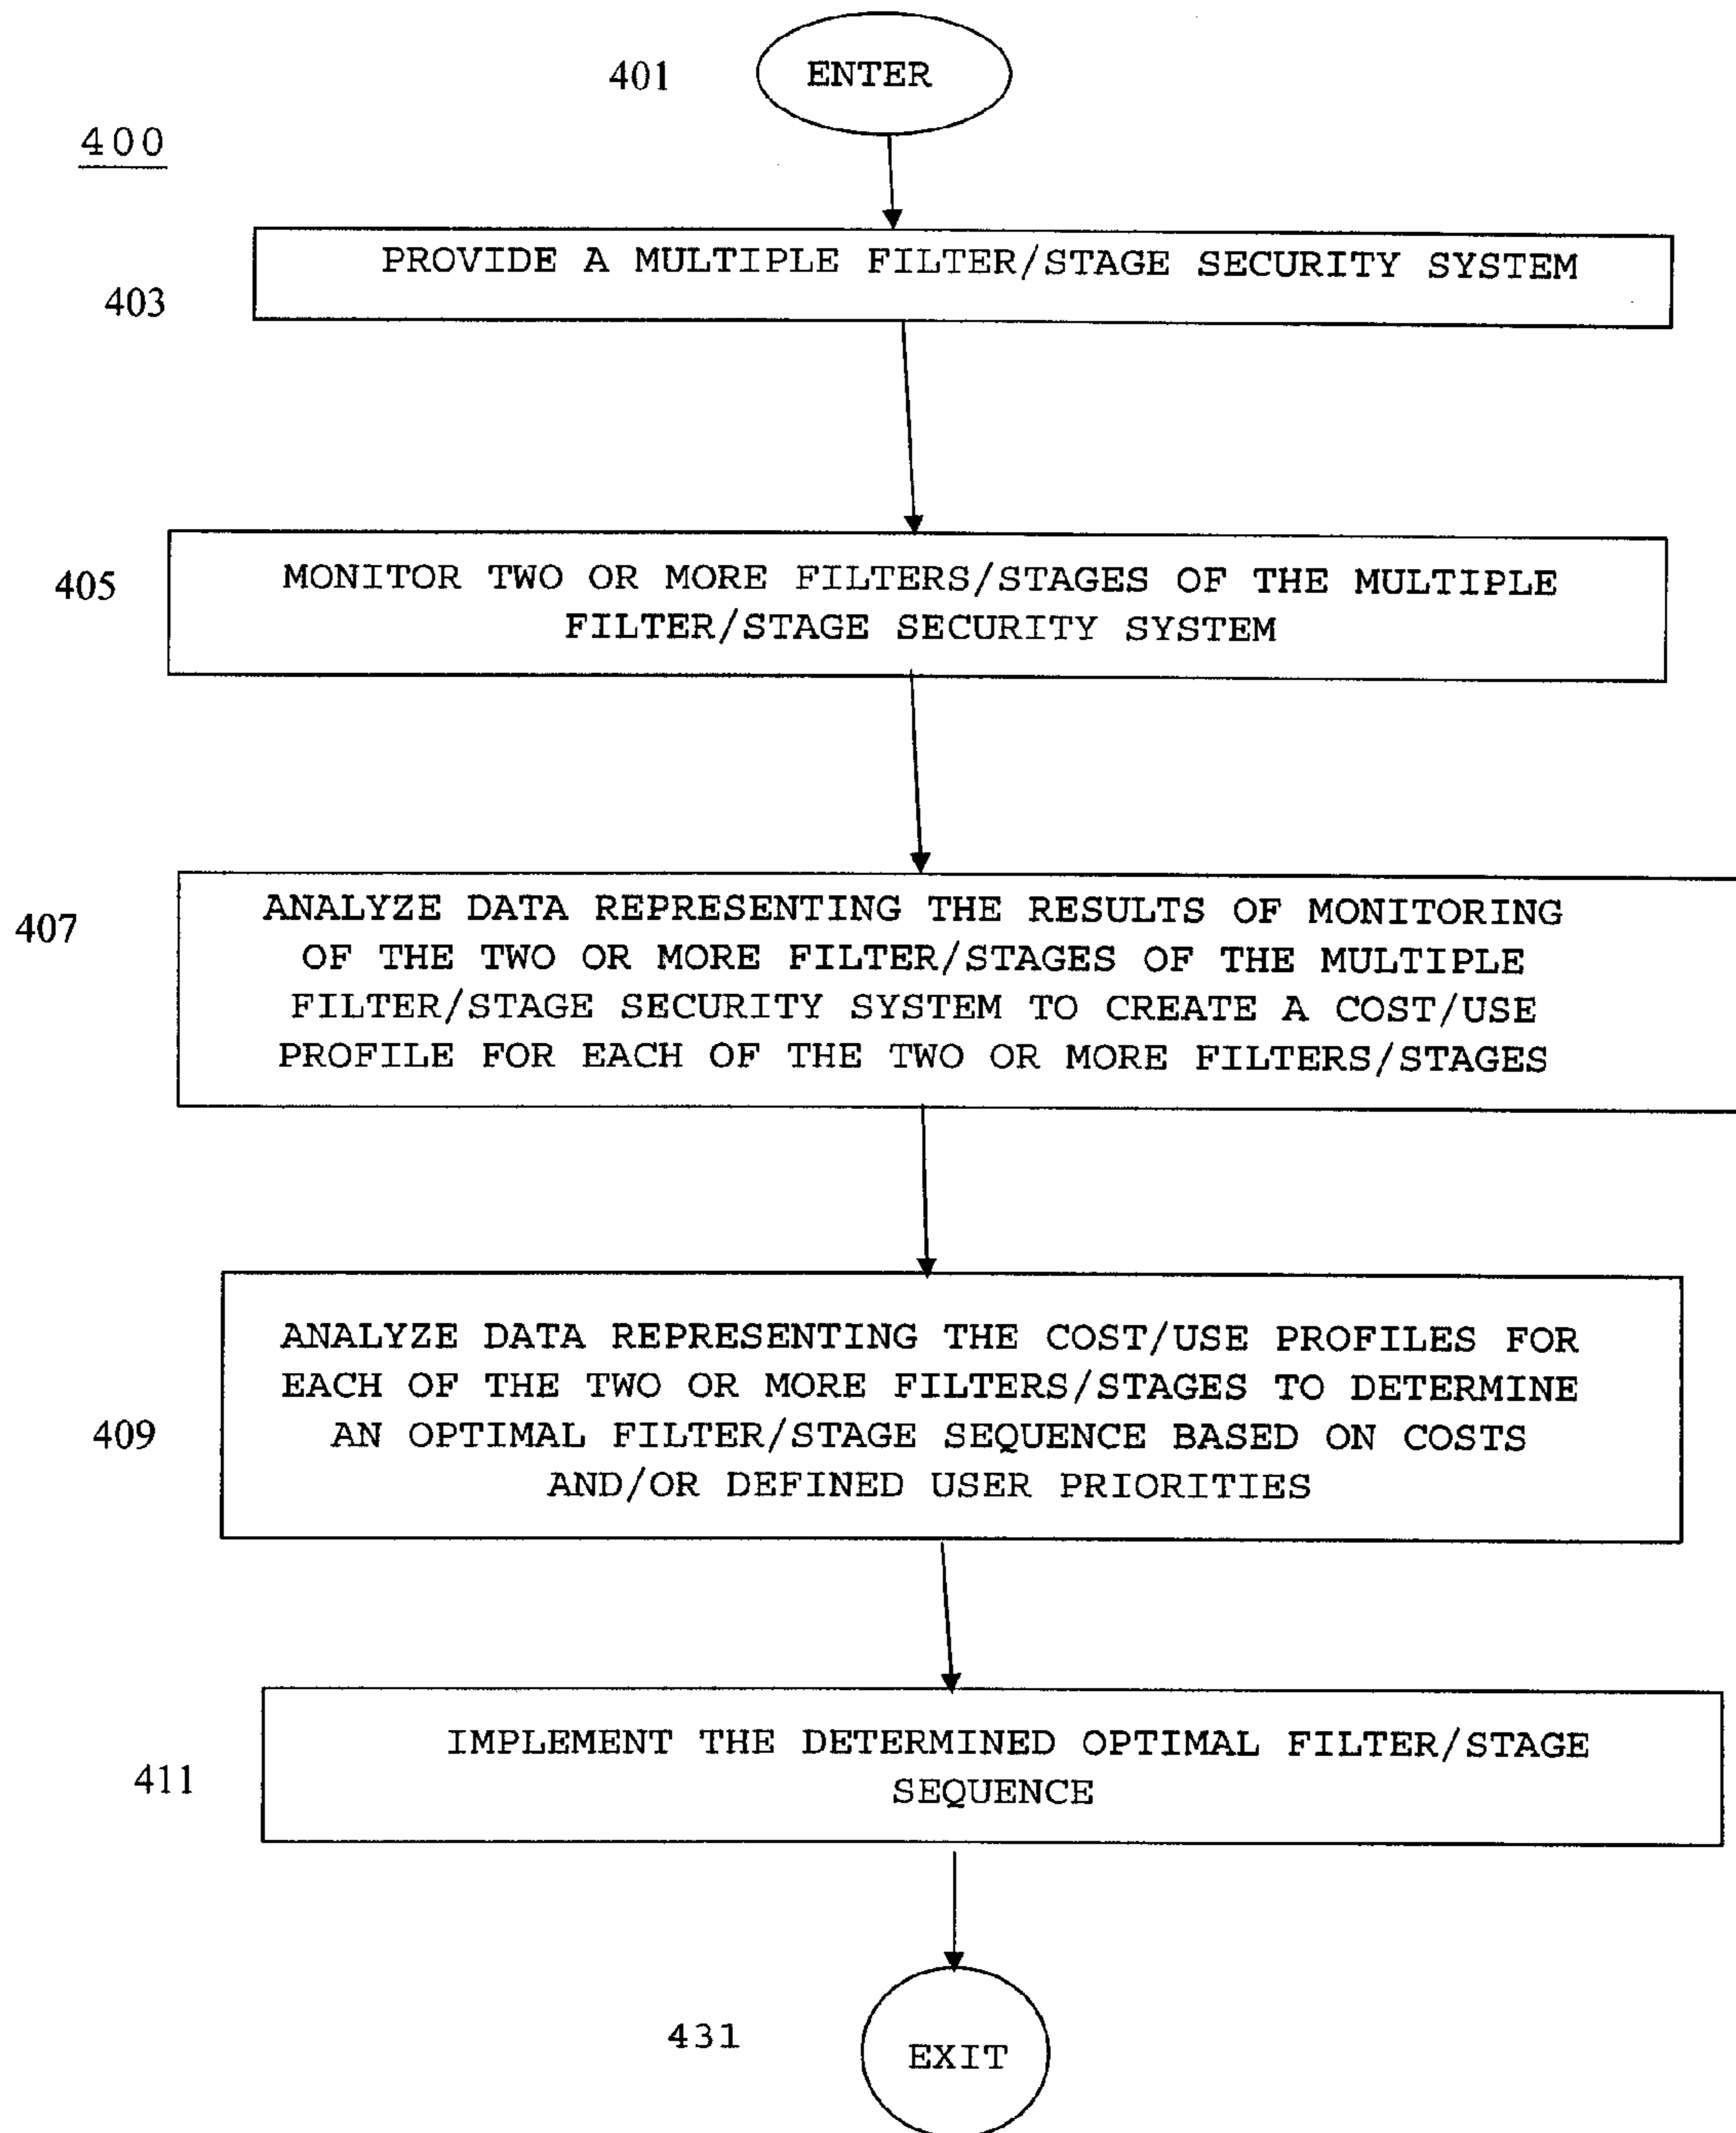 401
ENTER
400
PROVIDE A MULTIPLE FILTER/STAGE SECURITY SYSTEM
403
405
MONITOR TWO OR MORE FILTERS/STAGES OF THE MULTIPLE
FILTER/STAGE SECURITY SYSTEM
407
ANALYZE DATA REPRESENTING THE RESULTS OF MONITORING
OF THE TWO OR MORE FILTER/STAGES OF THE MULTIPLE
FILTER/STAGE SECURITY SYSTEM TO CREATE A COST/USE
PROFILE FOR EACH OF THE TWO OR MORE FILTERS/STAGES
409
ANALYZE DATA REPRESENTING THE COST/USE PROFILES FOR
EACH OF THE TWO OR MORE FILTERS/STAGES TO DETERMINE
AN OPTIMAL FILTER/STAGE SEQUENCE BASED ON COSTS
AND/OR DEFINED USER PRIORITIES
411
IMPLEMENT THE DETERMINED OPTIMAL FILTER/STAGE
SEQUENCE
431
EXIT